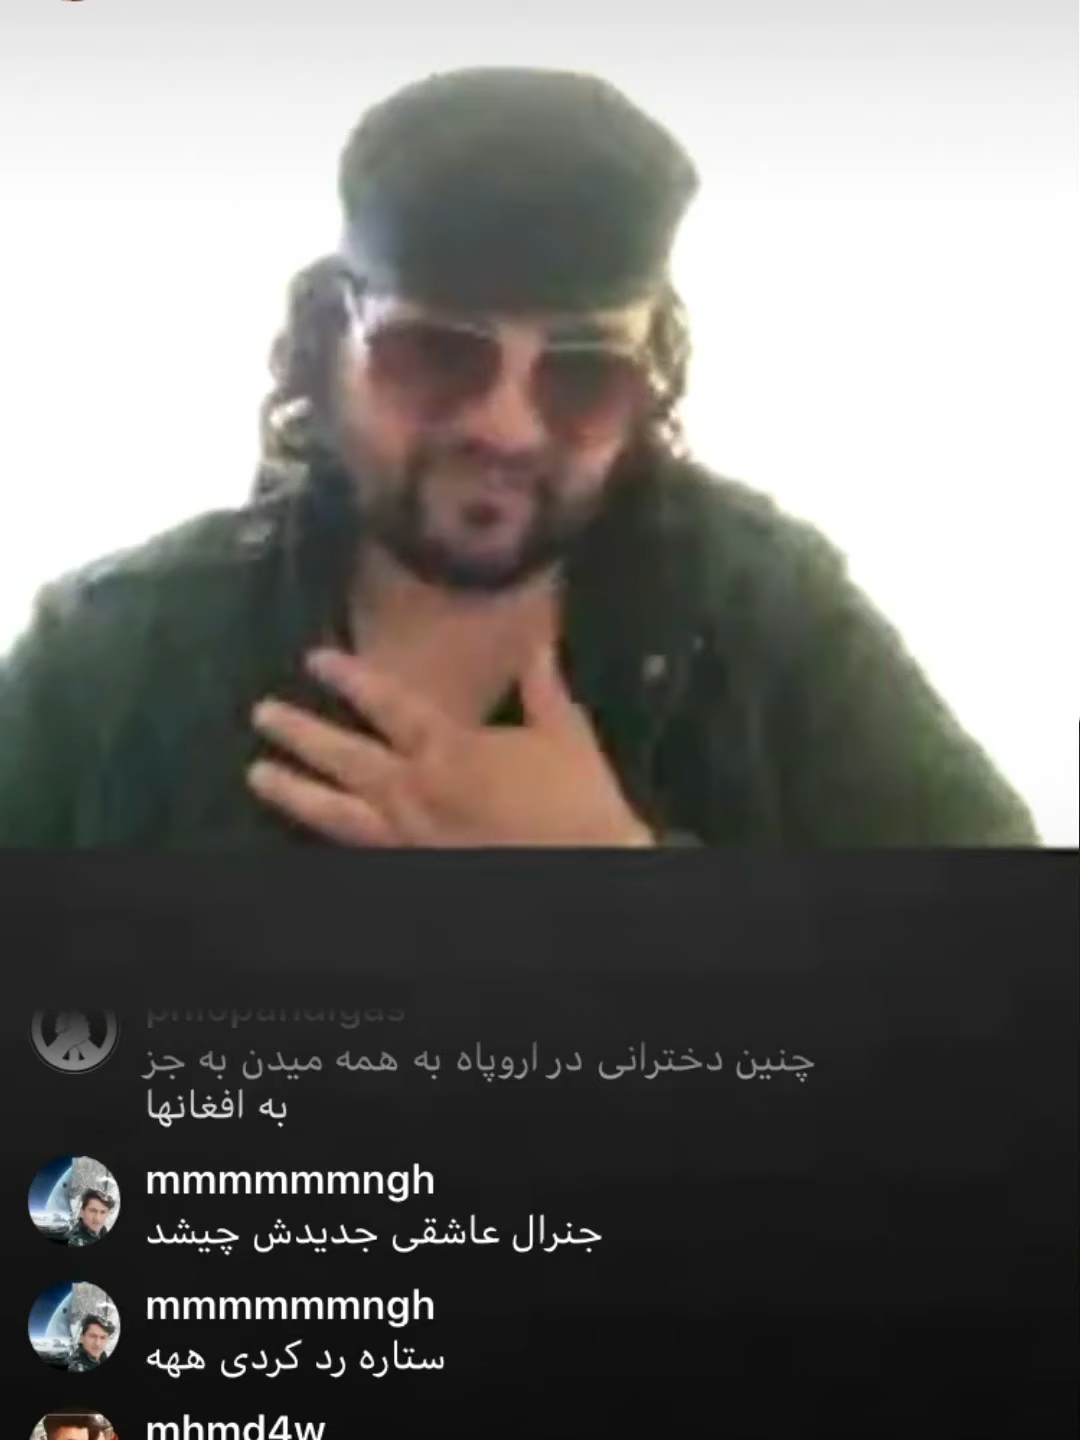 چنین دخترانی در اروپاه به همه میدن به جز
به افغانها
mmmmmmngh
جنرال عاشقی جدیدش چیشد
mmmmmmngh
ستاره رد کردی ههه
mhmd4w